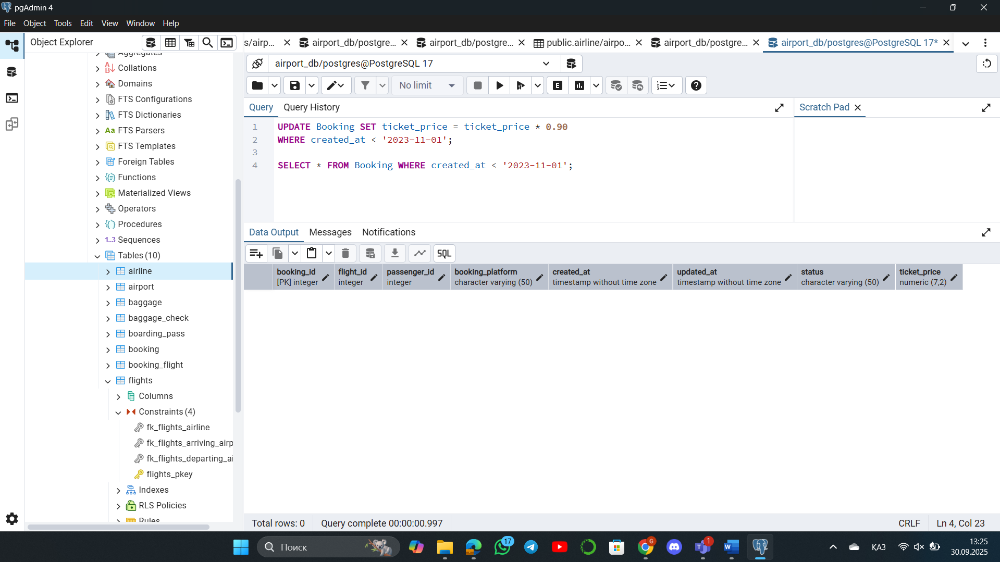 pgAdmin 4
File Object Tools Edit View Window Help
Object Explorer
s/airp...
airport_db/postgre...
airport_db/postgre...
public.airline/airpo...
airport_db/postgre...
airport_db/postgres@PostgreSQL 17*
Aggregates
Collations
Domains
FTS Configurations
FTS Dictionaries
Aa FTS Parsers
FTS Templates
Foreign Tables
Functions
Materialized Views
Operators
Procedures
1..3 Sequences
Tables (10)
airline
airport
baggage
baggage_check
boarding_pass
booking
booking_flight
flights
Columns
Constraints (4)
fk_flights_airline
fk_flights_arriving_airp
fk_flights_departing_ai
flights_pkey
Indexes
RLS Policies
Rules
airport_db/postgres@PostgreSQL 17
No limit
E
Query Query History
Scratch Pad
1 UPDATE Booking SET ticket_price = ticket_price * 0.90
2 WHERE created_at < '2023-11-01';
3
4 SELECT * FROM Booking WHERE created_at < '2023-11-01';
Data Output Messages Notifications
SQL
booking_id
[PK] integer
flight_id
integer
passenger_id
integer
booking_platform
character varying (50)
created_at
timestamp without time zone
updated_at
timestamp without time zone
status
character varying (50)
ticket_price
numeric (7,2)
Total rows: 0
Query complete 00:00:00.997
CRLF
Ln 4, Col 23
Поиск
17
G
1
ҚАЗ
13:25
30.09.2025